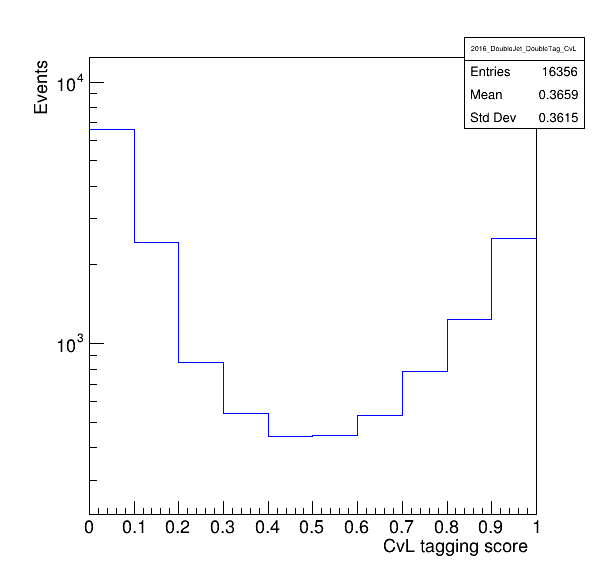 2016_DoubleJet_DoubleTag_CvL
Entries 16356
Mean 0.3659
Std Dev 0.3615
Events
10^4
10^3
0 0.1 0.2 0.3 0.4 0.5 0.6 0.7 0.8 0.9 1
CvL tagging score